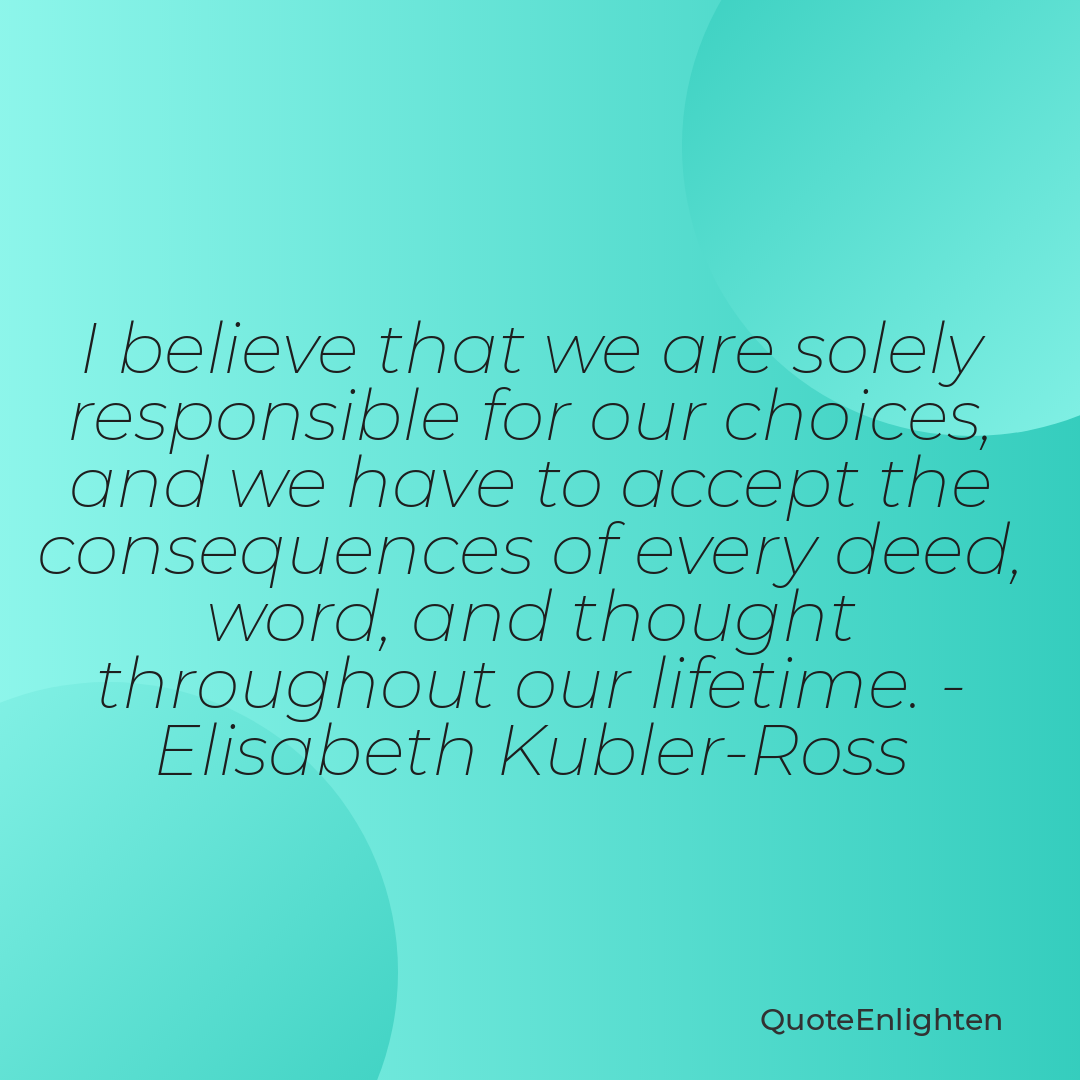 I believe that we are solely
responsible for our choices,
and we have to accept the
consequences of every deed,
word, and thought
throughout our lifetime. -
Elisabeth Kubler-Ross
QuoteEnlighten